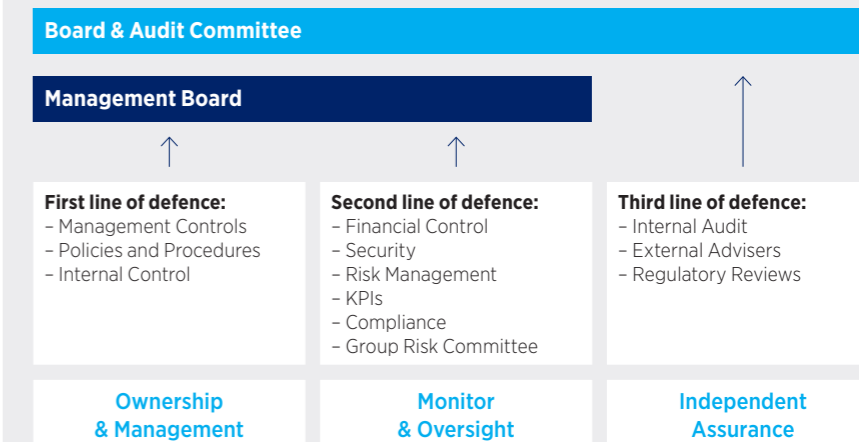 Board & Audit Committee
Management Board
First line of defence:
– Management Controls
– Policies and Procedures
– Internal Control
Second line of defence:
– Financial Control
– Security
– Risk Management
– KPIs
– Compliance
– Group Risk Committee
Third line of defence:
– Internal Audit
– External Advisers
– Regulatory Reviews
Ownership
& Management
Monitor
& Oversight
Independent
Assurance